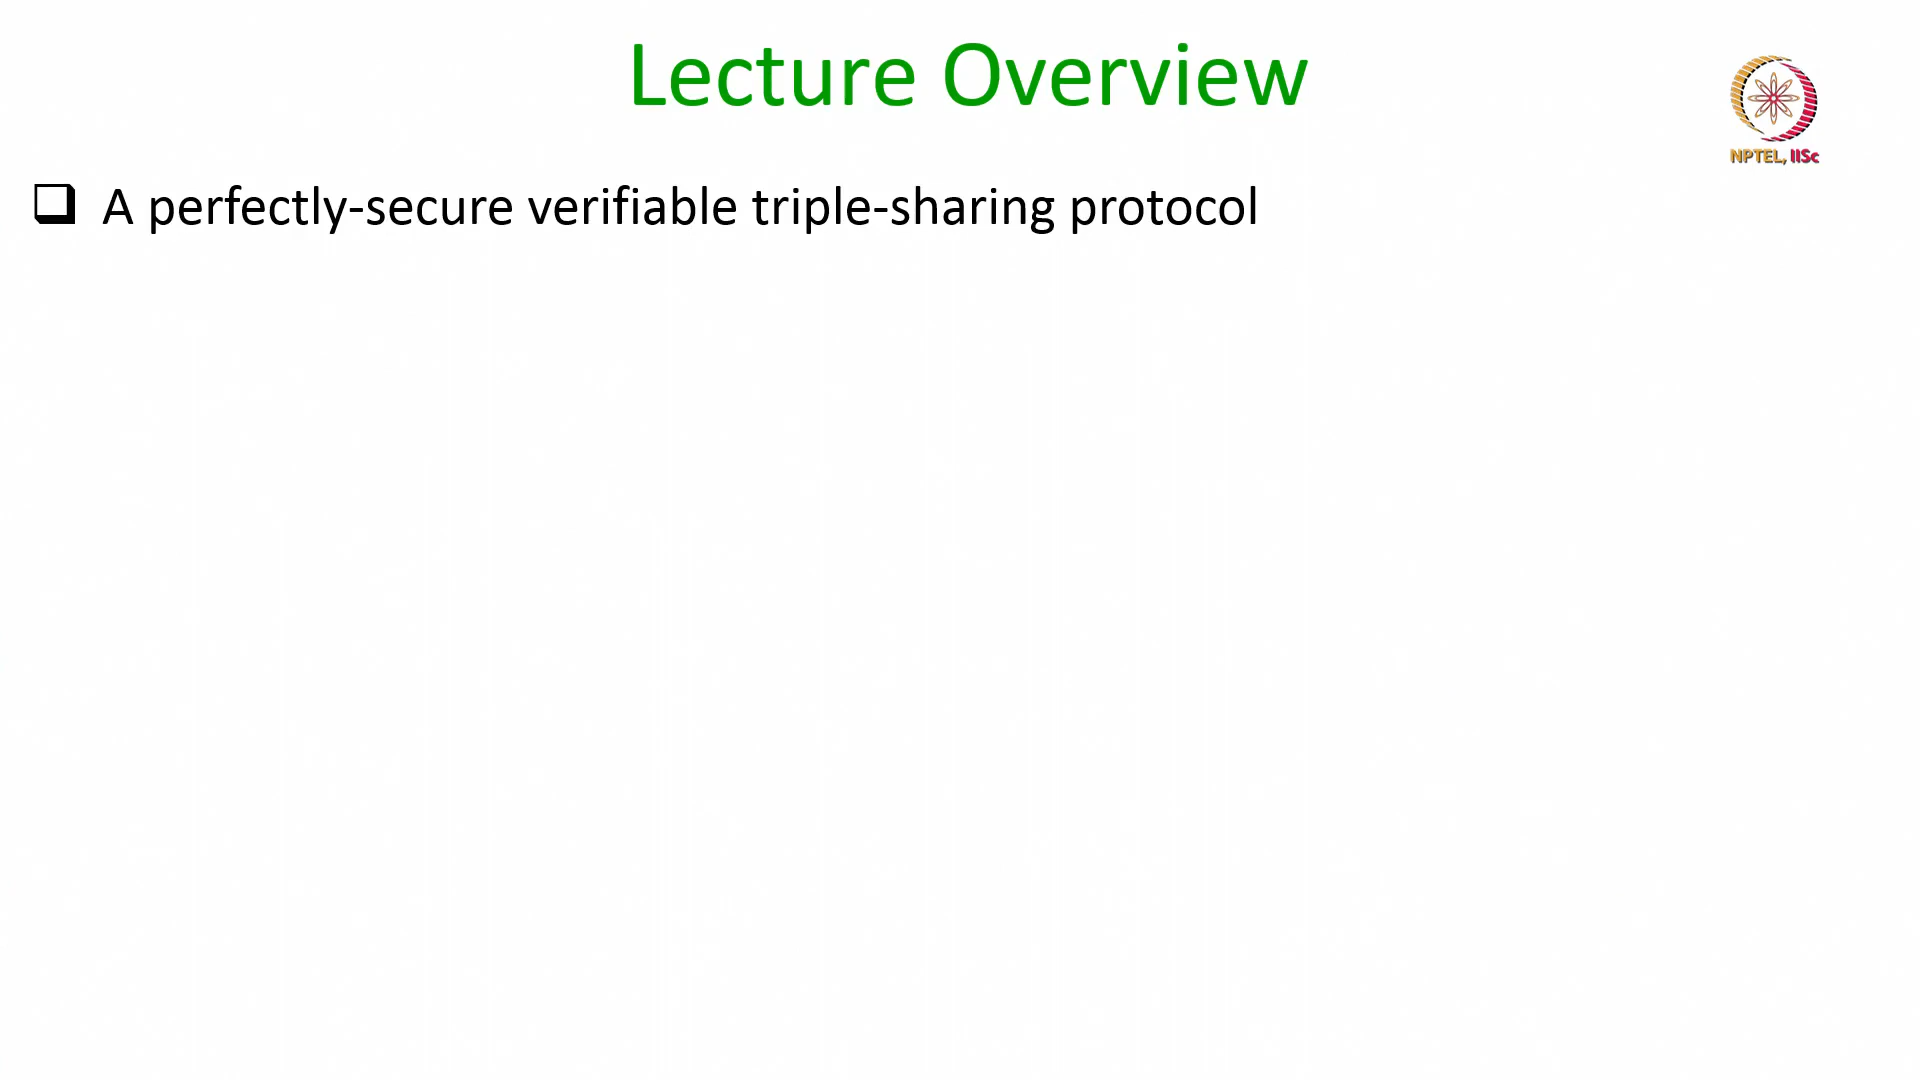 Lecture Overview
NPTEL, IISc
A perfectly-secure verifiable triple-sharing protocol